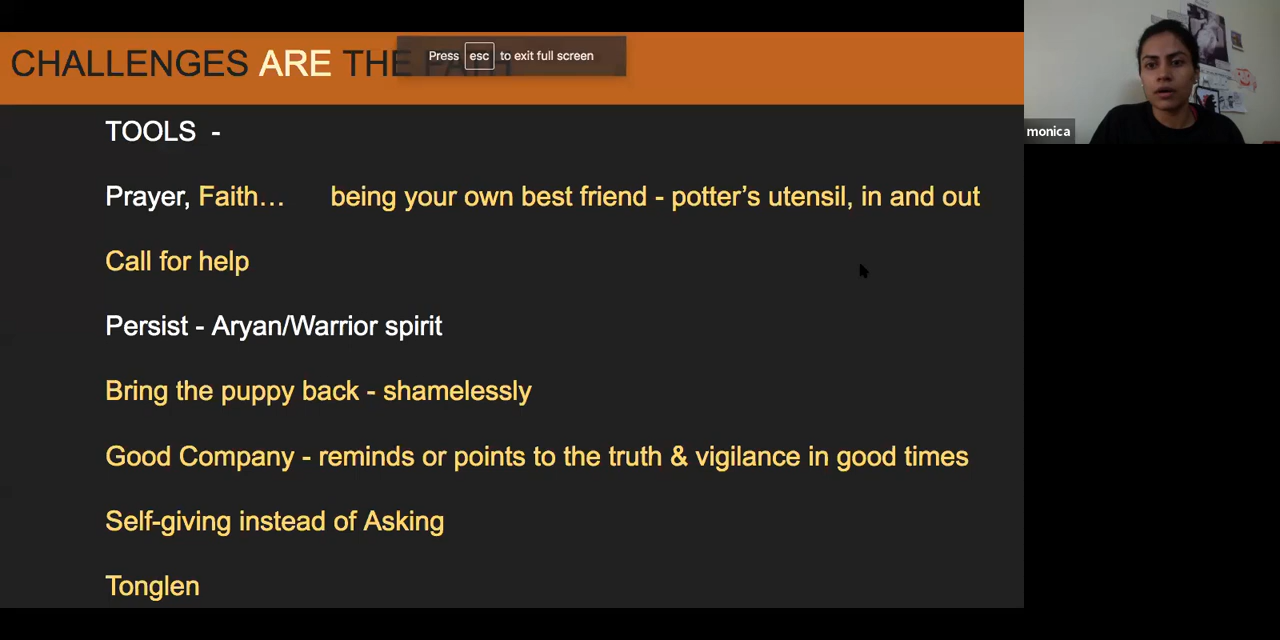 CHALLENGES ARE THE PATH
Press esc to exit full screen
monica
TOOLS -
Prayer, Faith... being your own best friend - potter's utensil, in and out
Call for help
Persist - Aryan/Warrior spirit
Bring the puppy back - shamelessly
Good Company - reminds or points to the truth & vigilance in good times
Self-giving instead of Asking
Tonglen